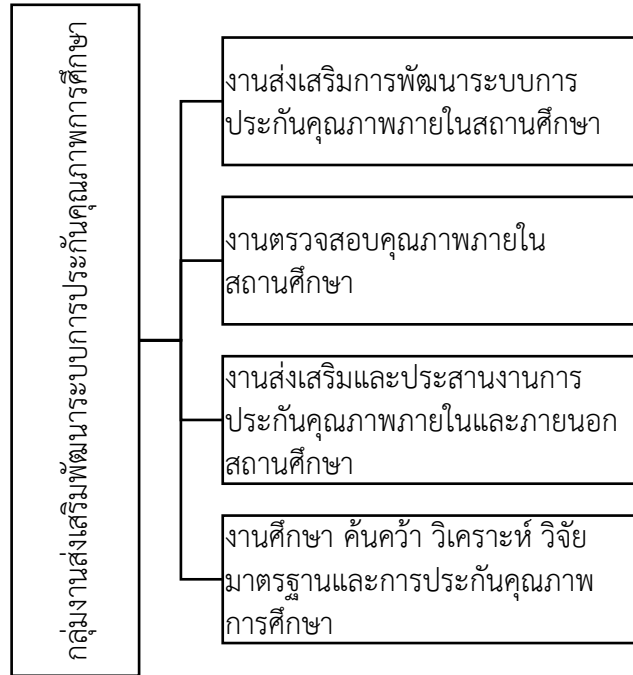 กลุ่มงานส่งเสริมพัฒนาระบบการประกันคุณภาพการศึกษา
งานส่งเสริมการพัฒนาระบบการ
ประกันคุณภาพภายในสถานศึกษา
งานตรวจสอบคุณภาพภายใน
สถานศึกษา
งานส่งเสริมและประสานงานการ
ประกันคุณภาพภายในและภายนอก
สถานศึกษา
งานศึกษา ค้นคว้า วิเคราะห์ วิจัย
มาตรฐานและการประกันคุณภาพ
การศึกษา